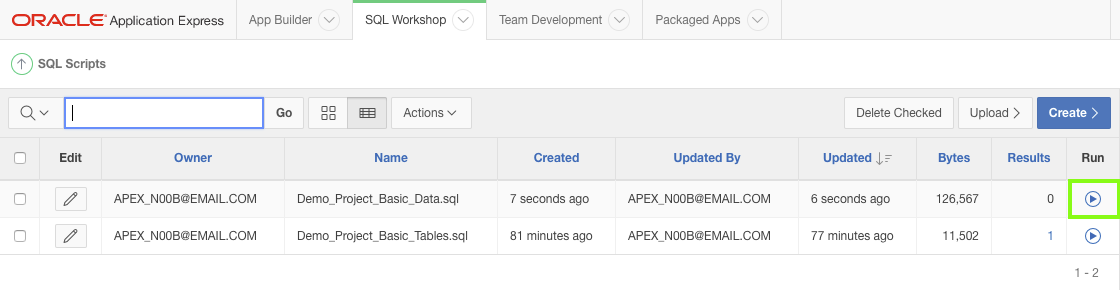 ORACLE Application Express App Builder SQL Workshop Team Development Packaged Apps
SQL Scripts
Go Actions Delete Checked Upload Create
Edit Owner Name Created Updated By Updated Bytes Results Run
APEX_N00B@EMAIL.COM Demo_Project_Basic_Data.sql 7 seconds ago APEX_N00B@EMAIL.COM 6 seconds ago 126,567 0
APEX_N00B@EMAIL.COM Demo_Project_Basic_Tables.sql 81 minutes ago APEX_N00B@EMAIL.COM 77 minutes ago 11,502 1
1 - 2